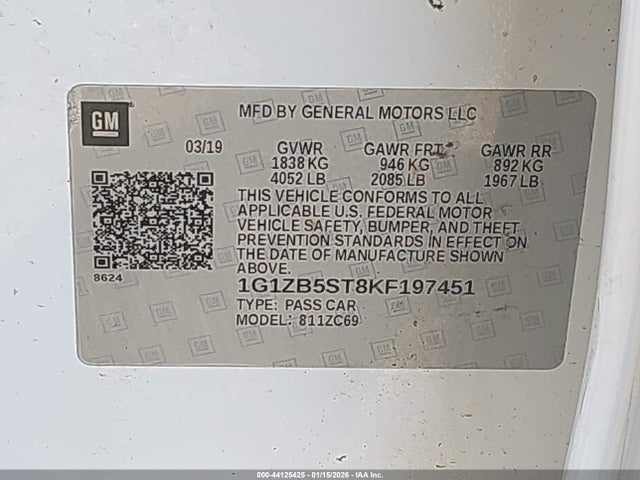 GM
MFD BY GENERAL MOTORS LLC
03/19 GVWR GAWR FRT GAWR RR
1838 KG 946 KG 892 KG
4052 LB 2085 LB 1967 LB
THIS VEHICLE CONFORMS TO ALL
APPLICABLE U.S. FEDERAL MOTOR
VEHICLE SAFETY, BUMPER, AND THEFT
PREVENTION STANDARDS IN EFFECT ON
THE DATE OF MANUFACTURE SHOWN
ABOVE.
8624
1G1ZB5ST8KF197451
TYPE: PASS CAR
MODEL: 811ZC69
000-44125425 - 01/15/2026 - © IAA Inc.